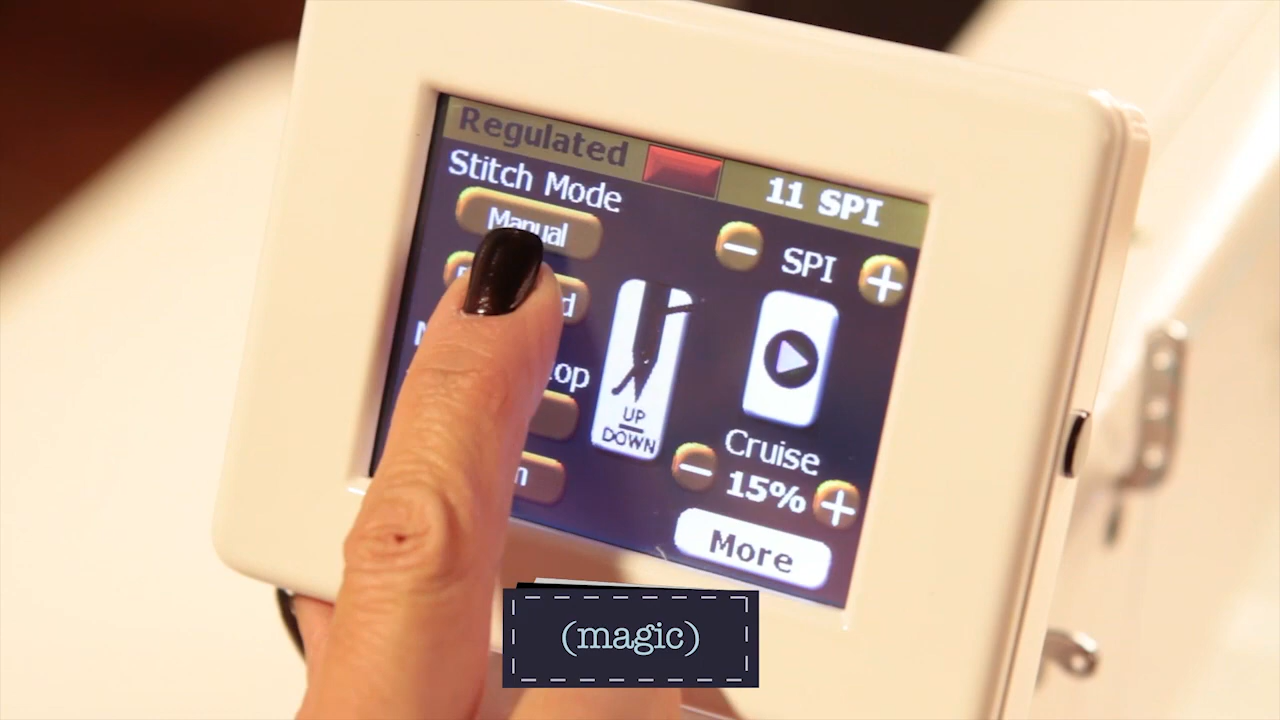 Regulated
11 SPI
Stitch Mode
Manual
SPI
UP
DOWN
Cruise
15%
More
(magic)